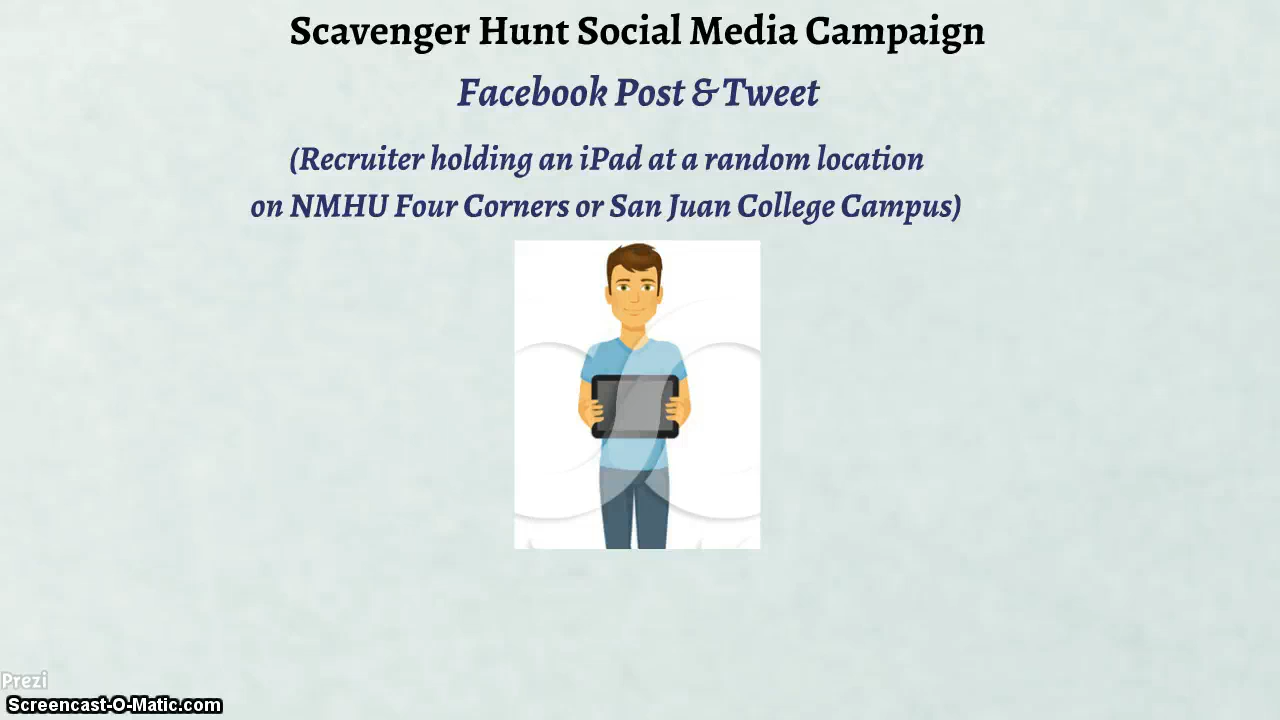 Scavenger Hunt Social Media Campaign
Facebook Post & Tweet
(Recruiter holding an iPad at a random location
on NMHU Four Corners or San Juan College Campus)
Prezi
Screencast-O-Matic.com